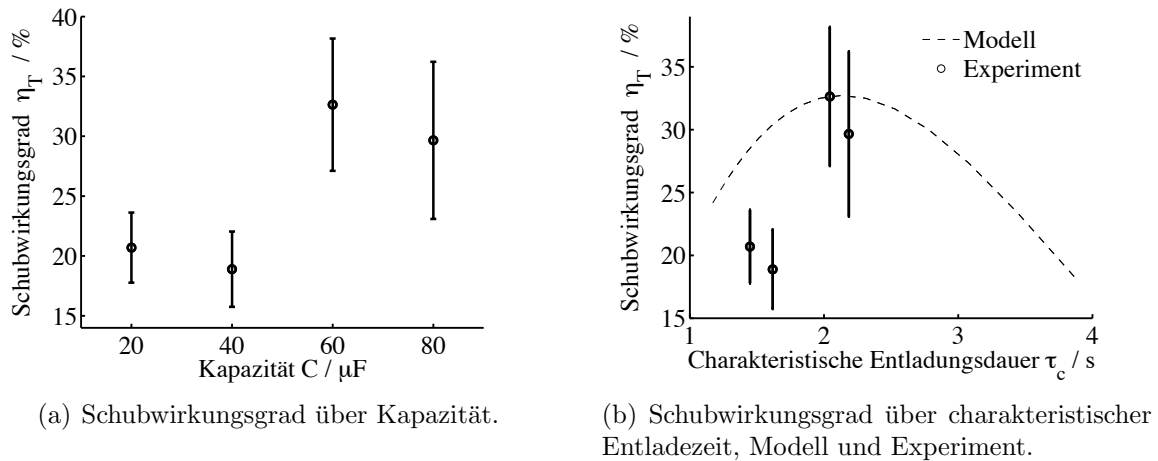 40
35
30
25
20
15
Schubwirkungsgrad η_T / %
20 40 60 80
Kapazität C / μF
(a) Schubwirkungsgrad über Kapazität.
40
35
30
25
20
15
Schubwirkungsgrad η_T / %
Modell
Experiment
1 2 3 4
Charakteristische Entladungsdauer τ_c / s
(b) Schubwirkungsgrad über charakteristischer
Entladezeit, Modell und Experiment.